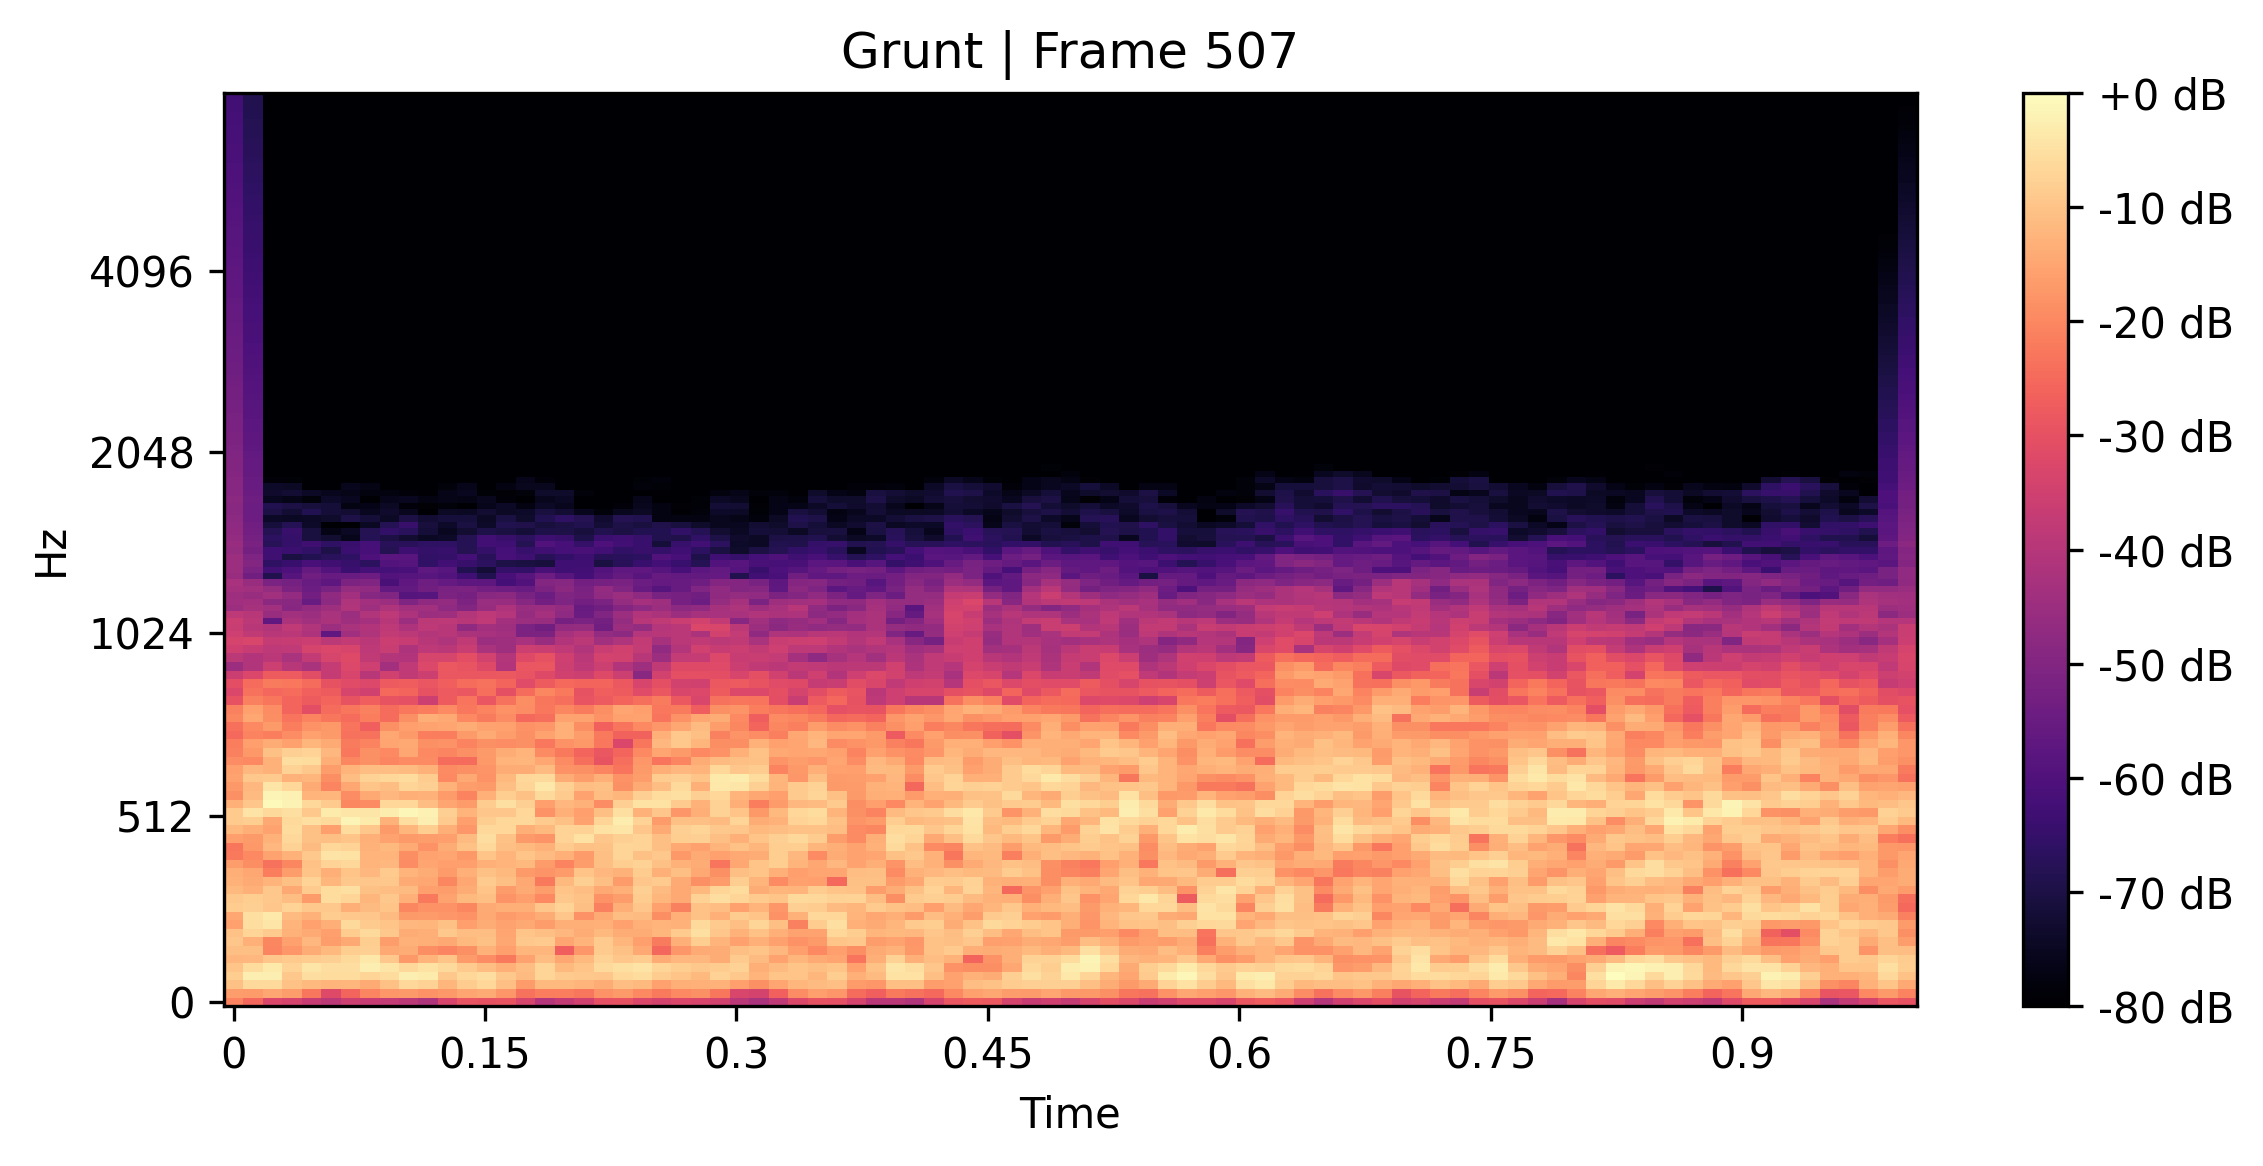 Grunt | Frame 507
Hz
4096
2048
1024
512
0
0 0.15 0.3 0.45 0.6 0.75 0.9
Time
+0 dB
-10 dB
-20 dB
-30 dB
-40 dB
-50 dB
-60 dB
-70 dB
-80 dB